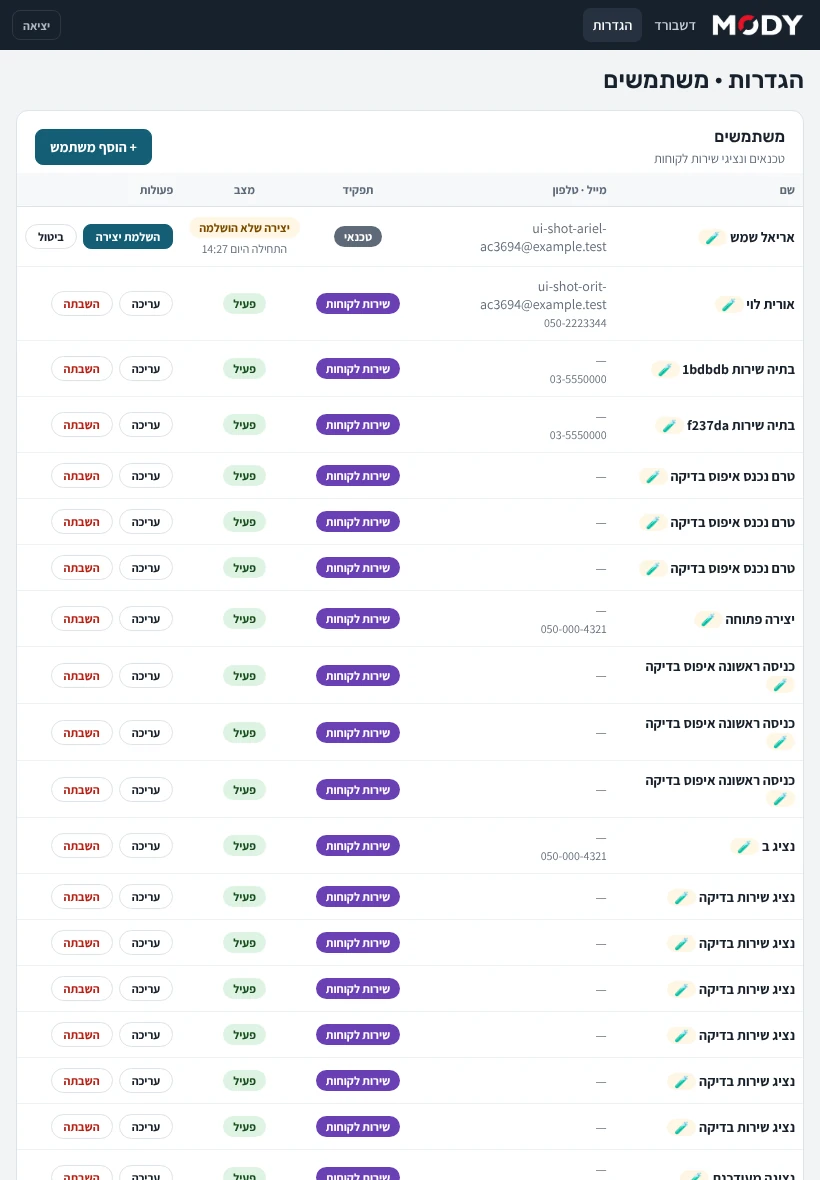 MODY
דשבורד
הגדרות
יציאה
הגדרות • משתמשים
משתמשים
טכנאים ונציגי שירות לקוחות
+ הוסף משתמש
שם
מייל · טלפון
תפקיד
מצב
פעולות
אריאל שמש
ui-shot-ariel-
ac3694@example.test
טכנאי
יצירה שלא הושלמה
התחילה היום 14:27
השלמת יצירה
ביטול
אורית לוי
ui-shot-orit-
ac3694@example.test
050-2223344
שירות לקוחות
פעיל
עריכה
השבתה
בתיה שירות 1bdbdb
—
03-5550000
שירות לקוחות
פעיל
עריכה
השבתה
בתיה שירות f237da
—
03-5550000
שירות לקוחות
פעיל
עריכה
השבתה
טרם נכנס איפוס בדיקה
—
שירות לקוחות
פעיל
עריכה
השבתה
טרם נכנס איפוס בדיקה
—
שירות לקוחות
פעיל
עריכה
השבתה
טרם נכנס איפוס בדיקה
—
שירות לקוחות
פעיל
עריכה
השבתה
יצירה פתוחה
—
050-000-4321
שירות לקוחות
פעיל
עריכה
השבתה
כניסה ראשונה איפוס בדיקה
—
שירות לקוחות
פעיל
עריכה
השבתה
כניסה ראשונה איפוס בדיקה
—
שירות לקוחות
פעיל
עריכה
השבתה
כניסה ראשונה איפוס בדיקה
—
שירות לקוחות
פעיל
עריכה
השבתה
נציג ב
—
050-000-4321
שירות לקוחות
פעיל
עריכה
השבתה
נציג שירות בדיקה
—
שירות לקוחות
פעיל
עריכה
השבתה
נציג שירות בדיקה
—
שירות לקוחות
פעיל
עריכה
השבתה
נציג שירות בדיקה
—
שירות לקוחות
פעיל
עריכה
השבתה
נציג שירות בדיקה
—
שירות לקוחות
פעיל
עריכה
השבתה
נציג שירות בדיקה
—
שירות לקוחות
פעיל
עריכה
השבתה
נציג שירות בדיקה
—
שירות לקוחות
פעיל
עריכה
השבתה
נציגה מעודכנת
—
שירות לקוחות
פעיל
עריכה
השבתה